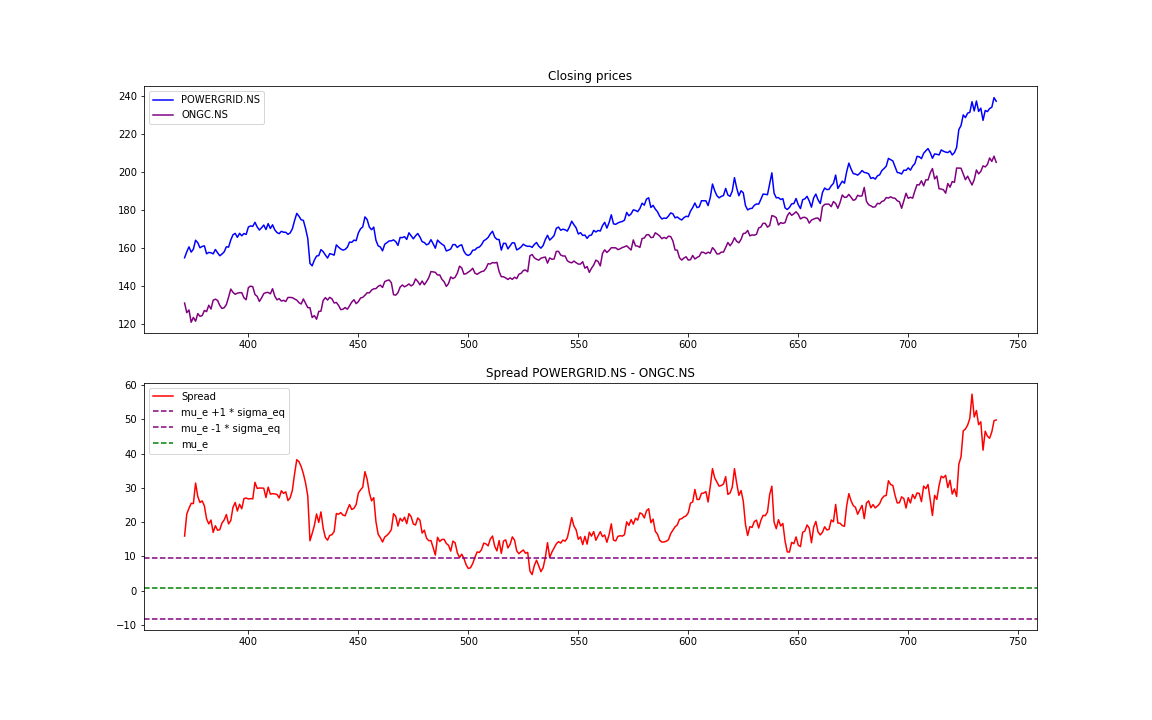 Closing prices
POWERGRID.NS
ONGC.NS
240
220
200
180
160
140
120
400 450 500 550 600 650 700 750
Spread POWERGRID.NS - ONGC.NS
Spread
mu_e +1 * sigma_eq
mu_e -1 * sigma_eq
mu_e
60
50
40
30
20
10
0
−10
400 450 500 550 600 650 700 750